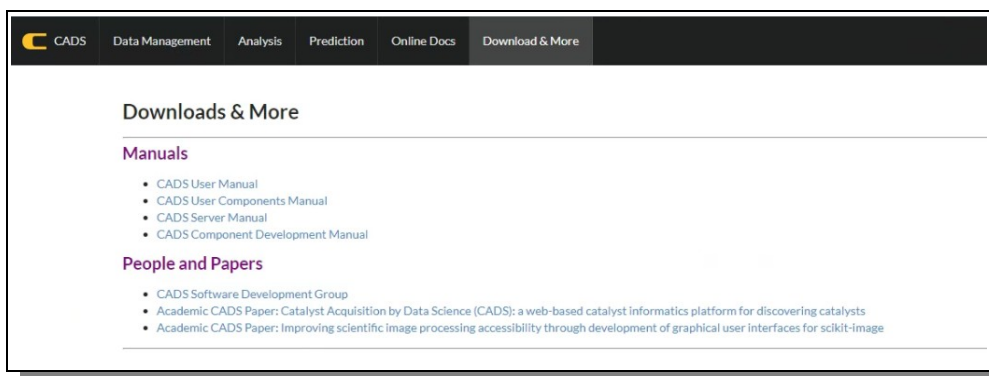 CADS Data Management Analysis Prediction Online Docs Download & More
Downloads & More
Manuals
CADS User Manual
CADS User Components Manual
CADS Server Manual
CADS Component Development Manual
People and Papers
CADS Software Development Group
Academic CADS Paper: Catalyst Acquisition by Data Science (CADS): a web-based catalyst informatics platform for discovering catalysts
Academic CADS Paper: Improving scientific image processing accessibility through development of graphical user interfaces for scikit-image